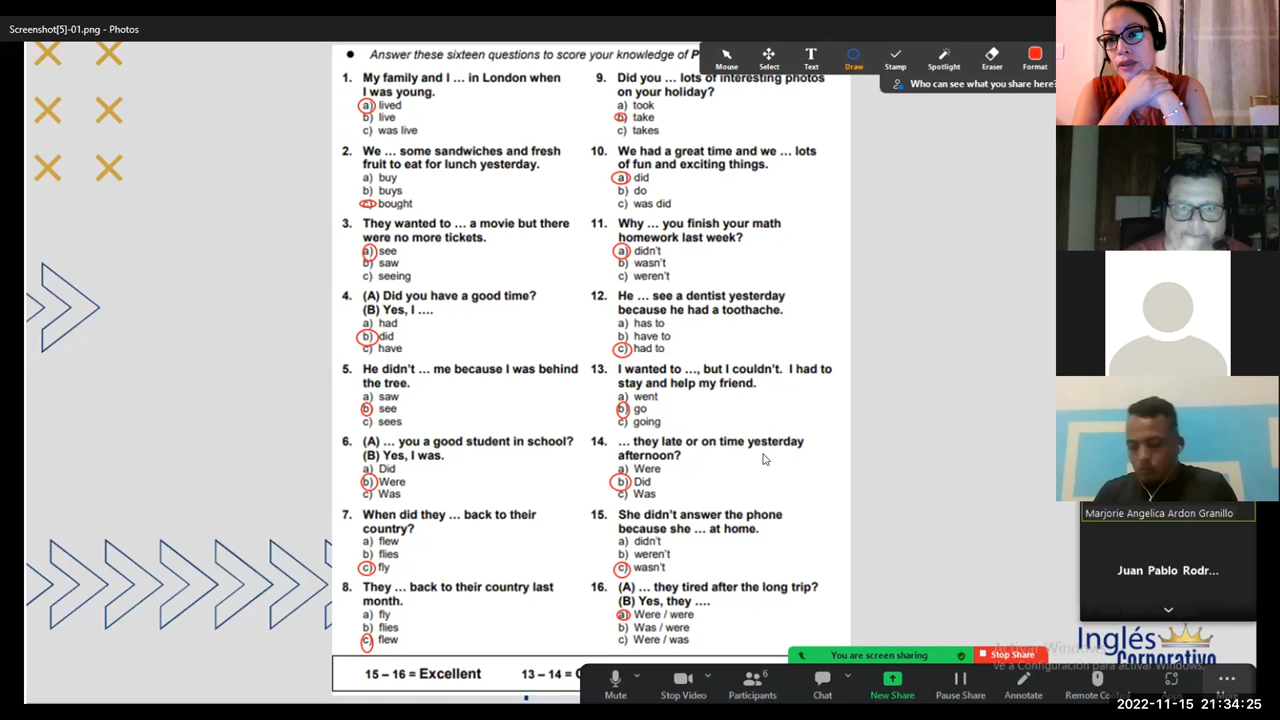 Screenshot[5]-01.png - Photos
Answer these sixteen questions to score your knowledge of P
Mouse
Select
Text
Draw
Stamp
Spotlight
Eraser
Format
Who can see what you share here?
1. My family and I … in London when
I was young.
a) lived
b) live
c) was live
2. We … some sandwiches and fresh
fruit to eat for lunch yesterday.
a) buy
b) buys
c) bought
3. They wanted to … a movie but there
were no more tickets.
a) see
b) saw
c) seeing
4. (A) Did you have a good time?
(B) Yes, I ….
a) had
b) did
c) have
5. He didn't … me because I was behind
the tree.
a) saw
b) see
c) sees
6. (A) … you a good student in school?
(B) Yes, I was.
a) Did
b) Were
c) Was
7. When did they … back to their
country?
a) flew
b) flies
c) fly
8. They … back to their country last
month.
a) fly
b) flies
c) flew
9. Did you … lots of interesting photos
on your holiday?
a) took
b) take
c) takes
10. We had a great time and we … lots
of fun and exciting things.
a) did
b) do
c) was did
11. Why … you finish your math
homework last week?
a) didn't
b) wasn't
c) weren't
12. He … see a dentist yesterday
because he had a toothache.
a) has to
b) have to
c) had to
13. I wanted to …, but I couldn't. I had to
stay and help my friend.
a) went
b) go
c) going
14. … they late or on time yesterday
afternoon?
a) Were
b) Did
c) Was
15. She didn't answer the phone
because she … at home.
a) didn't
b) weren't
c) wasn't
16. (A) … they tired after the long trip?
(B) Yes, they ….
a) Were / were
b) Was / were
c) Were / was
15 – 16 = Excellent 13 – 14 =
Marjorie Angelica Ardon Granillo
Juan Pablo Rodr...
Inglés
Corporativo
Activar Windows
Ve a Configuración para activar Windows.
You are screen sharing
Stop Share
Mute
Stop Video
6
Participants
Chat
New Share
Pause Share
Annotate
Remote Co
Apps
More
2022-11-15 21:34:25